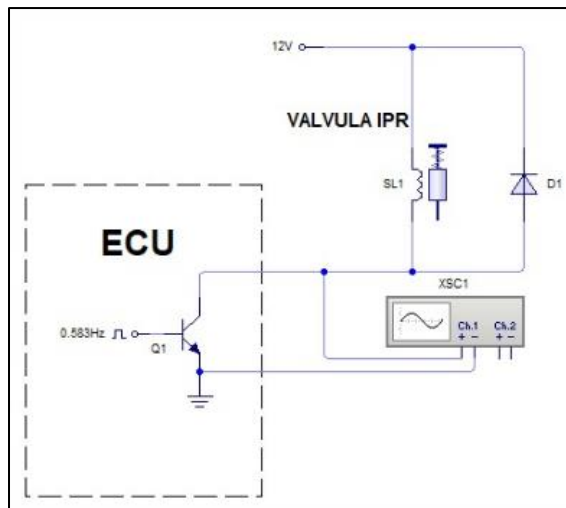 12V
VALVULA IPR
SL1
D1
ECU
XSC1
Ch.1
Ch.2
+ −
+ −
0.583Hz
Q1